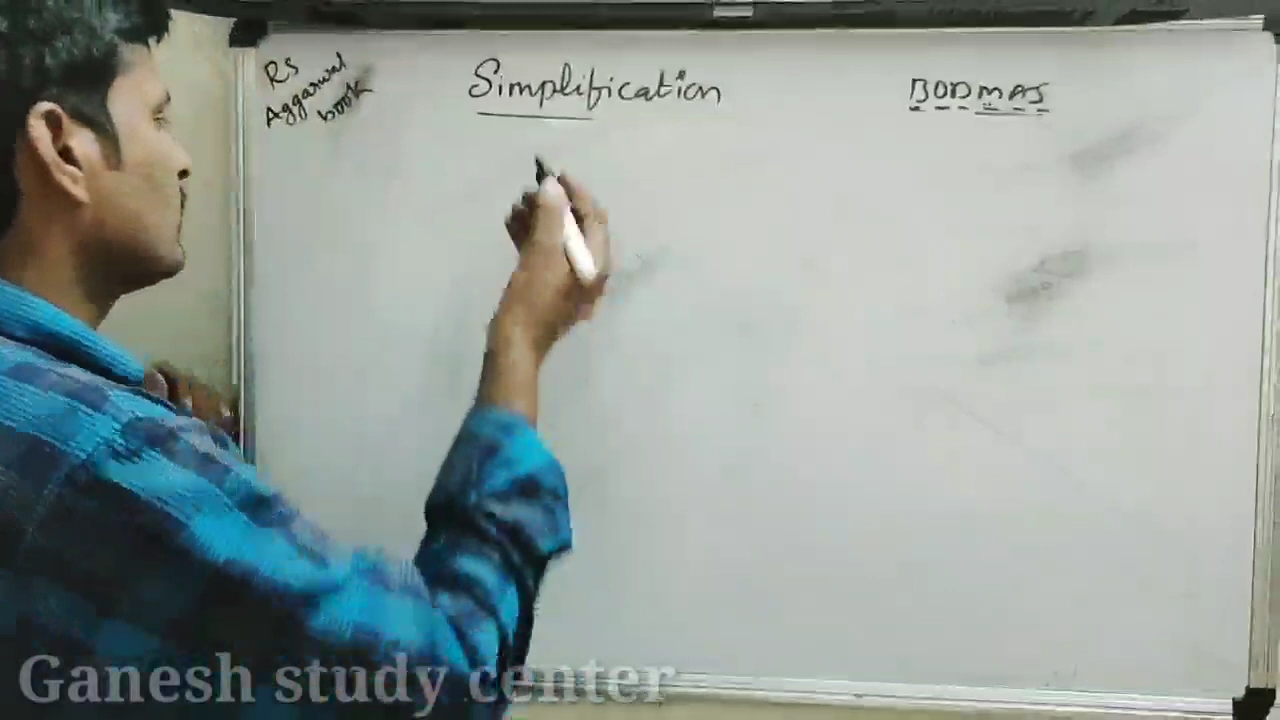 RS
Aggarwal
book
Simplification
BODMAS
Ganesh study center